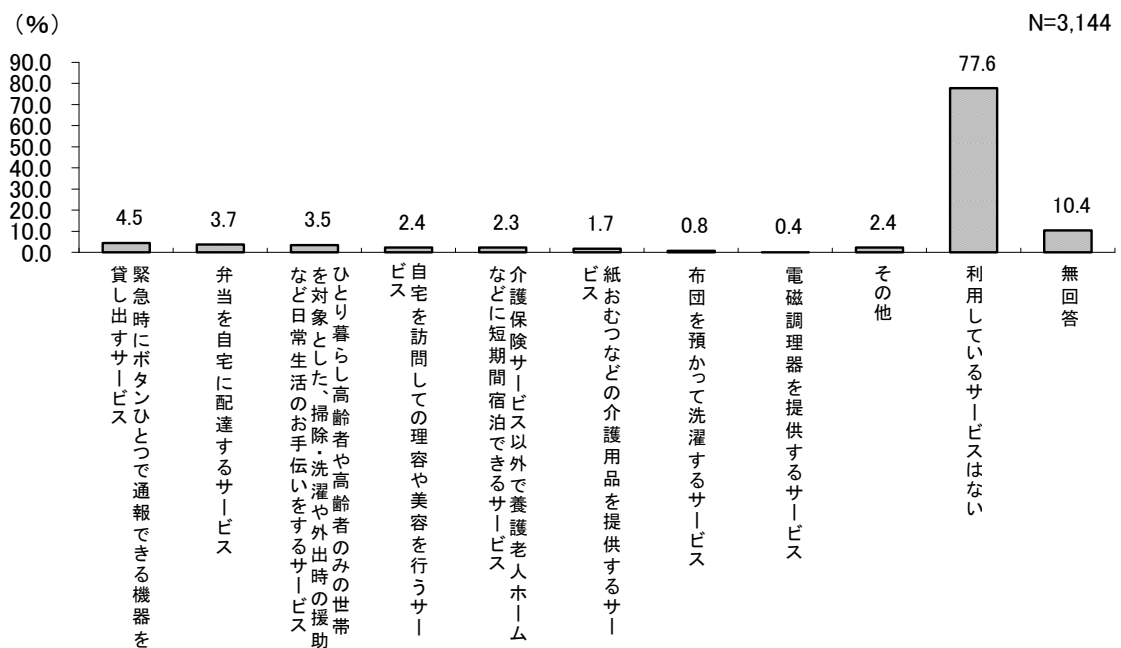 (%)
N=3,144
90.0
80.0
70.0
60.0
50.0
40.0
30.0
20.0
10.0
0.0
4.5
3.7
3.5
2.4
2.3
1.7
0.8
0.4
2.4
77.6
10.4
緊急時にボタンひとつで通報できる機器を
貸し出すサービス
弁当を自宅に配達するサービス
ひとり暮らし高齢者や高齢者のみの世帯
を対象とした、掃除・洗濯や外出時の援助
など日常生活のお手伝いをするサービス
自宅を訪問しての理容や美容を行うサー
ビス
介護保険サービス以外で養護老人ホーム
などに短期間宿泊できるサービス
紙おむつなどの介護用品を提供するサー
ビス
布団を預かって洗濯するサービス
電磁調理器を提供するサービス
その他
利用しているサービスはない
無回答